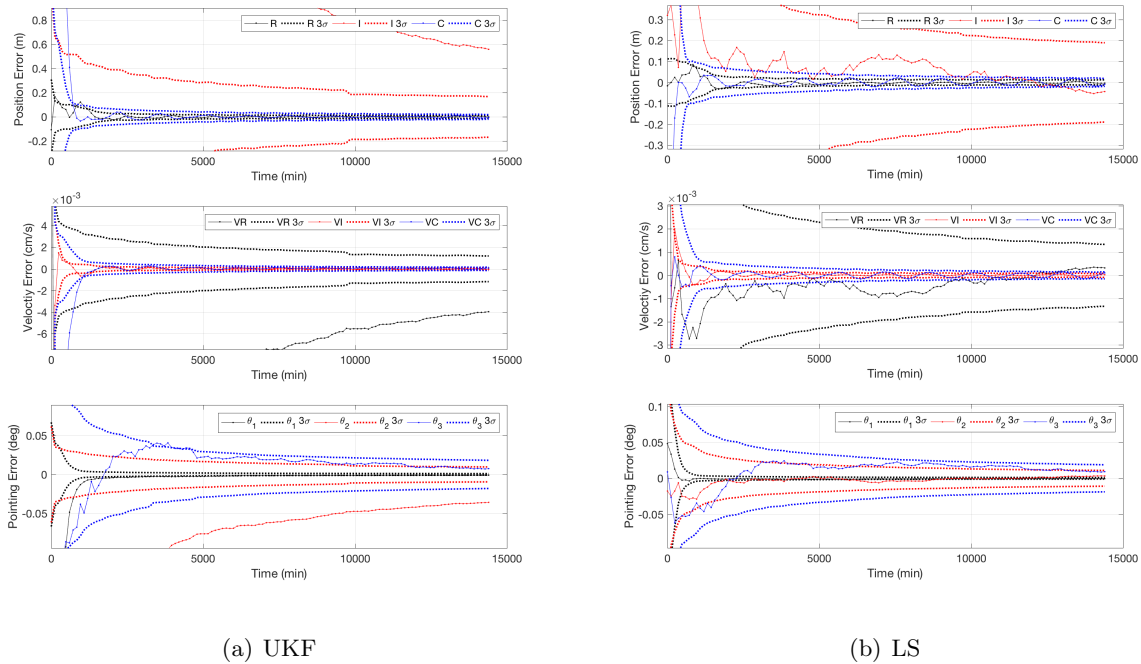 R R 3σ I I 3σ C C 3σ
Position Error (m)
0.8
0.6
0.4
0.2
0
-0.2
0 5000 10000 15000
Time (min)
×10-3
VR VR 3σ VI VI 3σ VC VC 3σ
Veloctiy Error (cm/s)
4
2
0
-2
-4
-6
0 5000 10000 15000
Time (min)
θ1 θ1 3σ θ2 θ2 3σ θ3 θ3 3σ
Pointing Error (deg)
0.05
0
-0.05
0 5000 10000 15000
Time (min)
(a) UKF
R R 3σ I I 3σ C C 3σ
Position Error (m)
0.3
0.2
0.1
0
-0.1
-0.2
-0.3
0 5000 10000 15000
Time (min)
×10-3
VR VR 3σ VI VI 3σ VC VC 3σ
Veloctiy Error (cm/s)
3
2
1
0
-1
-2
-3
0 5000 10000 15000
Time (min)
θ1 θ1 3σ θ2 θ2 3σ θ3 θ3 3σ
Pointing Error (deg)
0.1
0.05
0
-0.05
0 5000 10000 15000
Time (min)
(b) LS